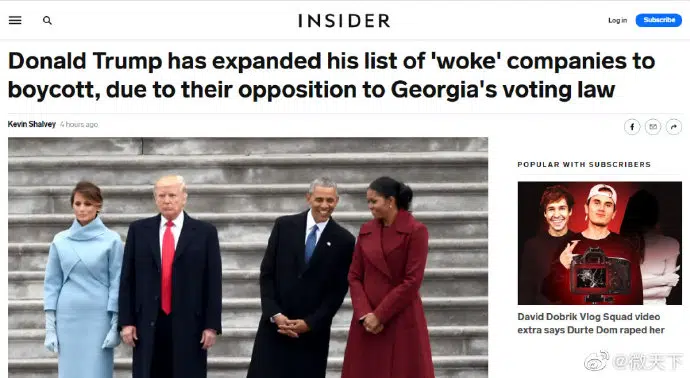 INSIDER
Log in
Subscribe
Donald Trump has expanded his list of 'woke' companies to
boycott, due to their opposition to Georgia's voting law
Kevin Shalvey 4 hours ago
POPULAR WITH SUBSCRIBERS
David Dobrik Vlog Squad video
extra says Durte Dom raped her
@微天下